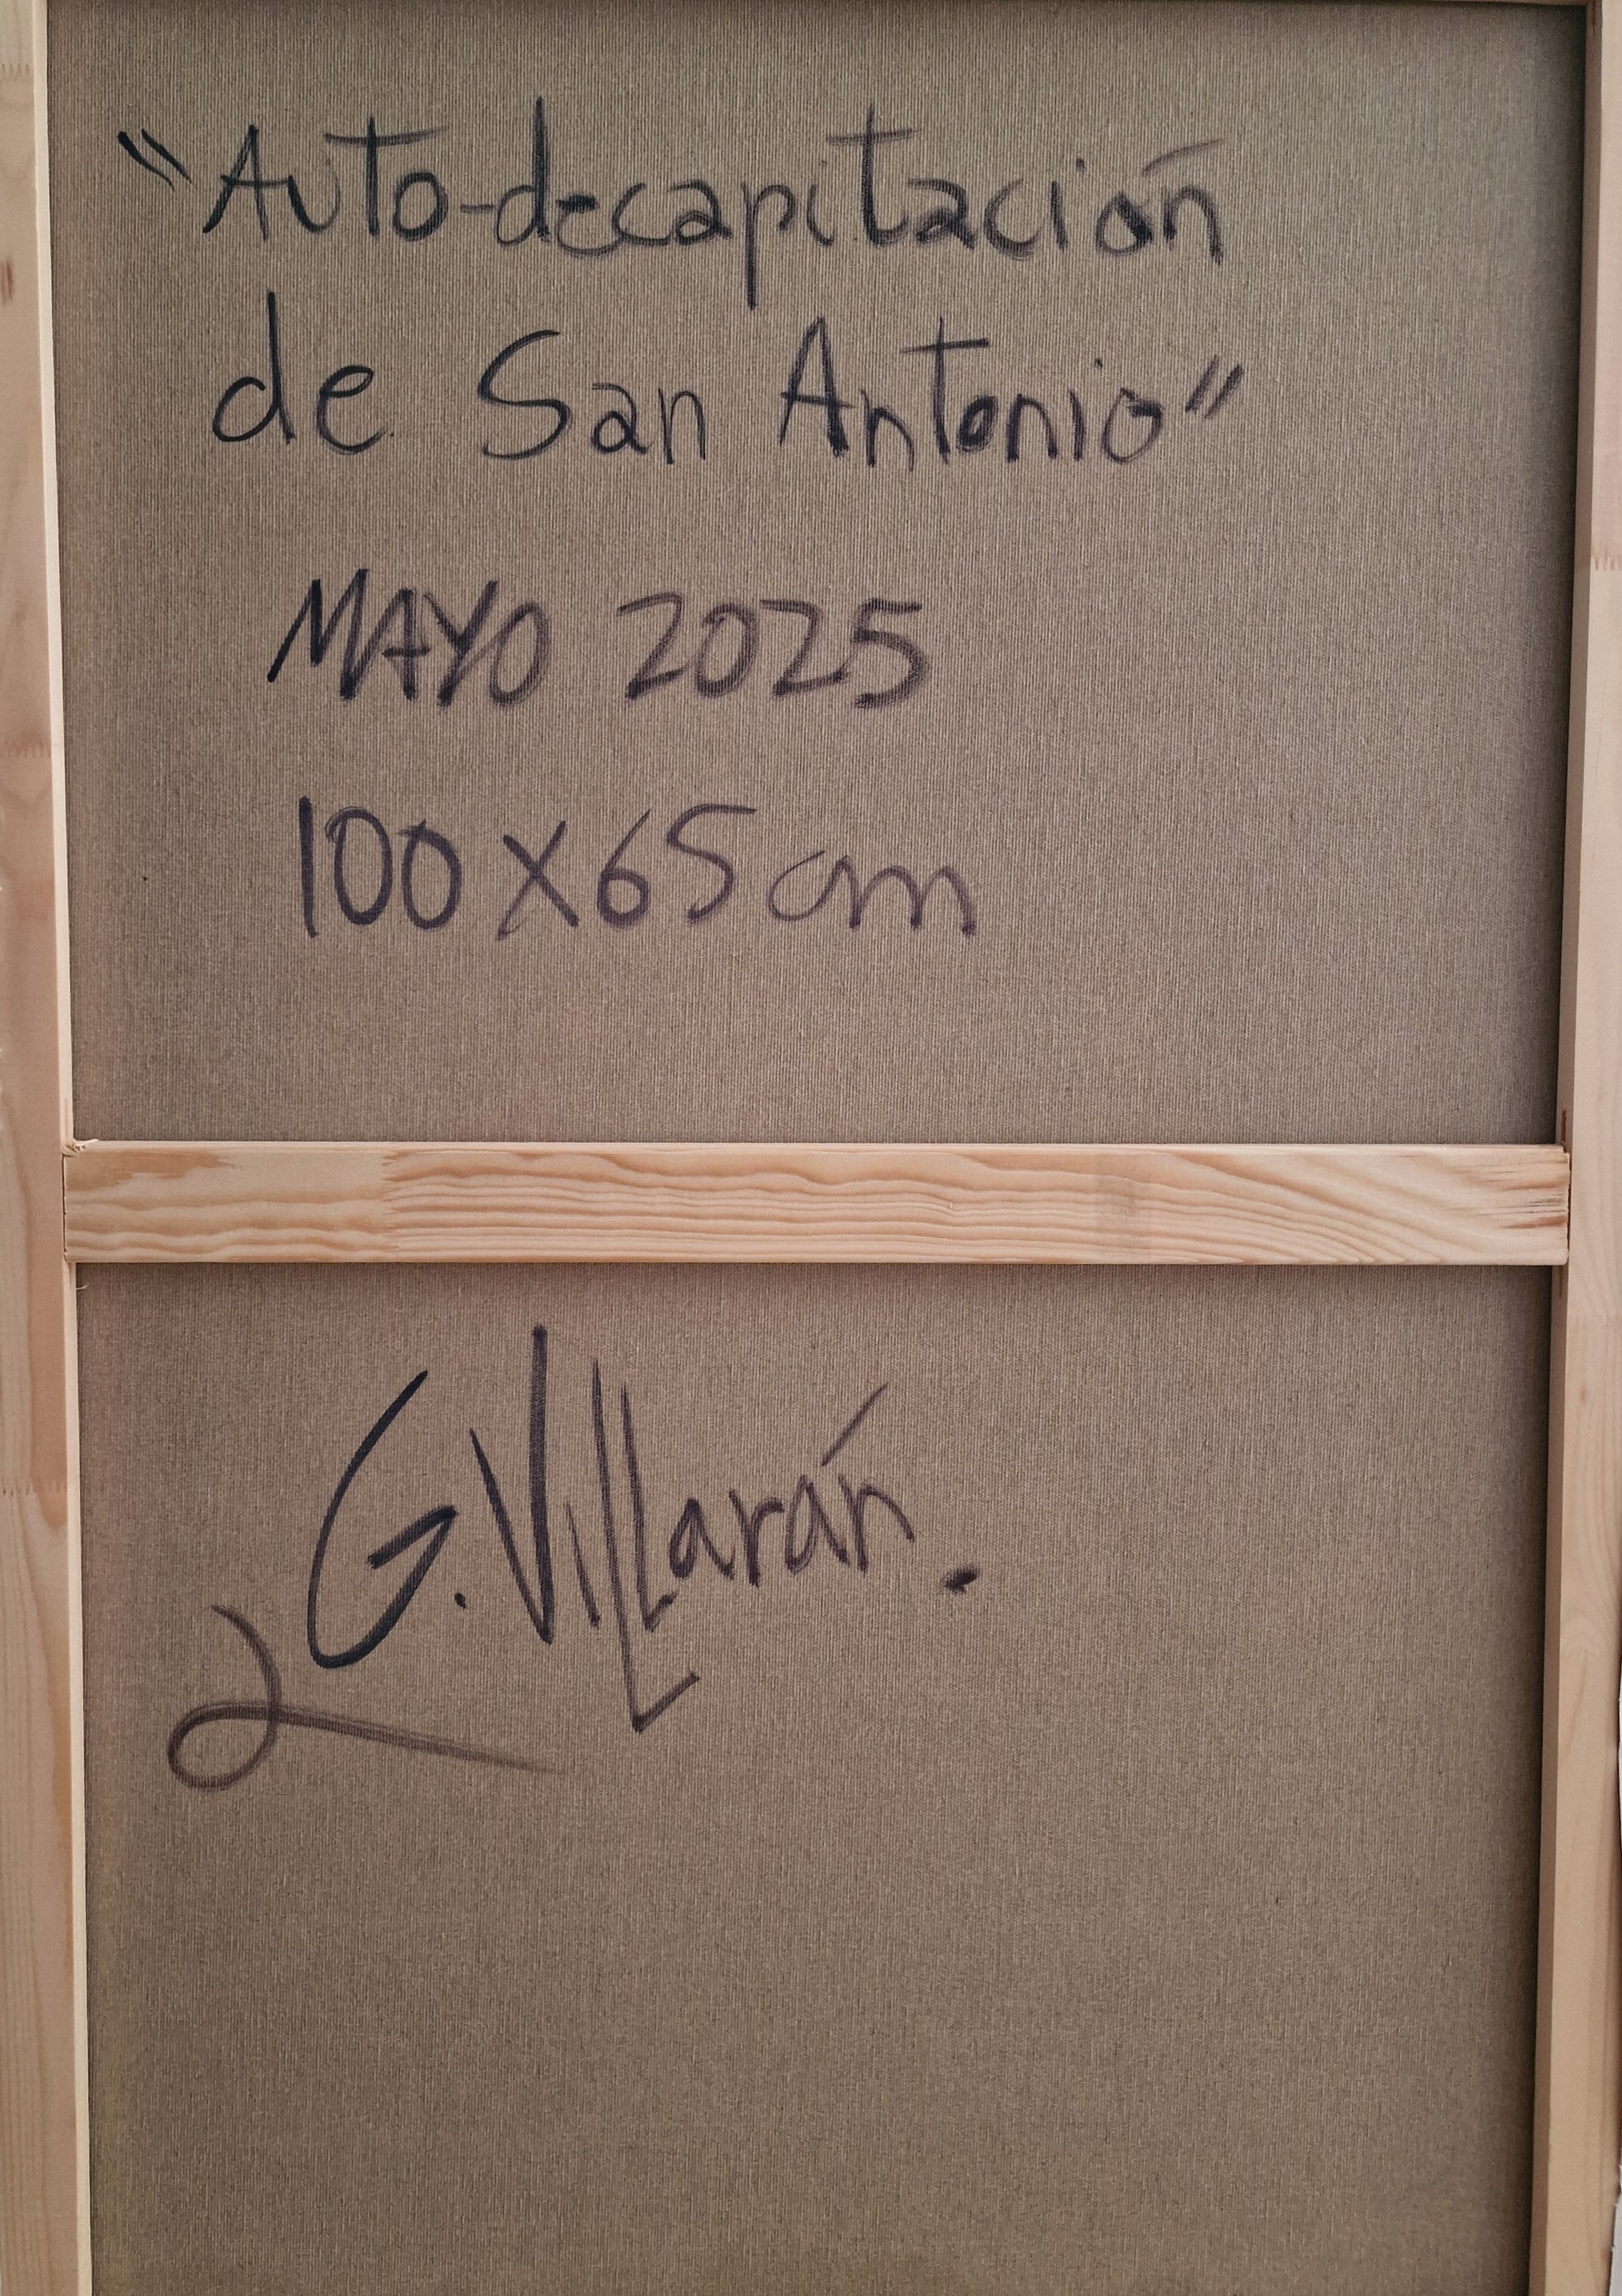 "Auto-decapitación
de San Antonio"
MAYO 2025
100 X 65 cm
G. Villarán.